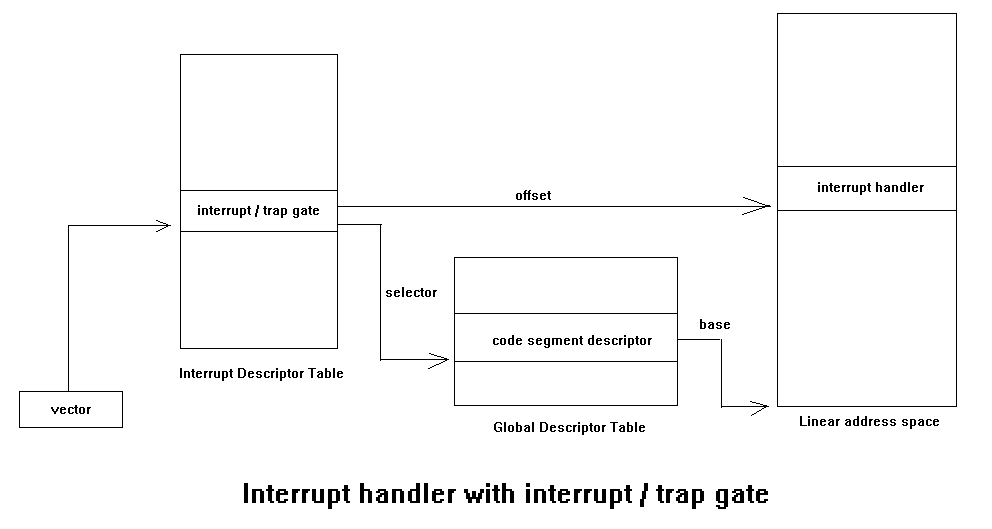 interrupt handler
offset
interrupt / trap gate
selector
base
code segment descriptor
Interrupt Descriptor Table
vector
Linear address space
Global Descriptor Table
Interrupt handler with interrupt / trap gate